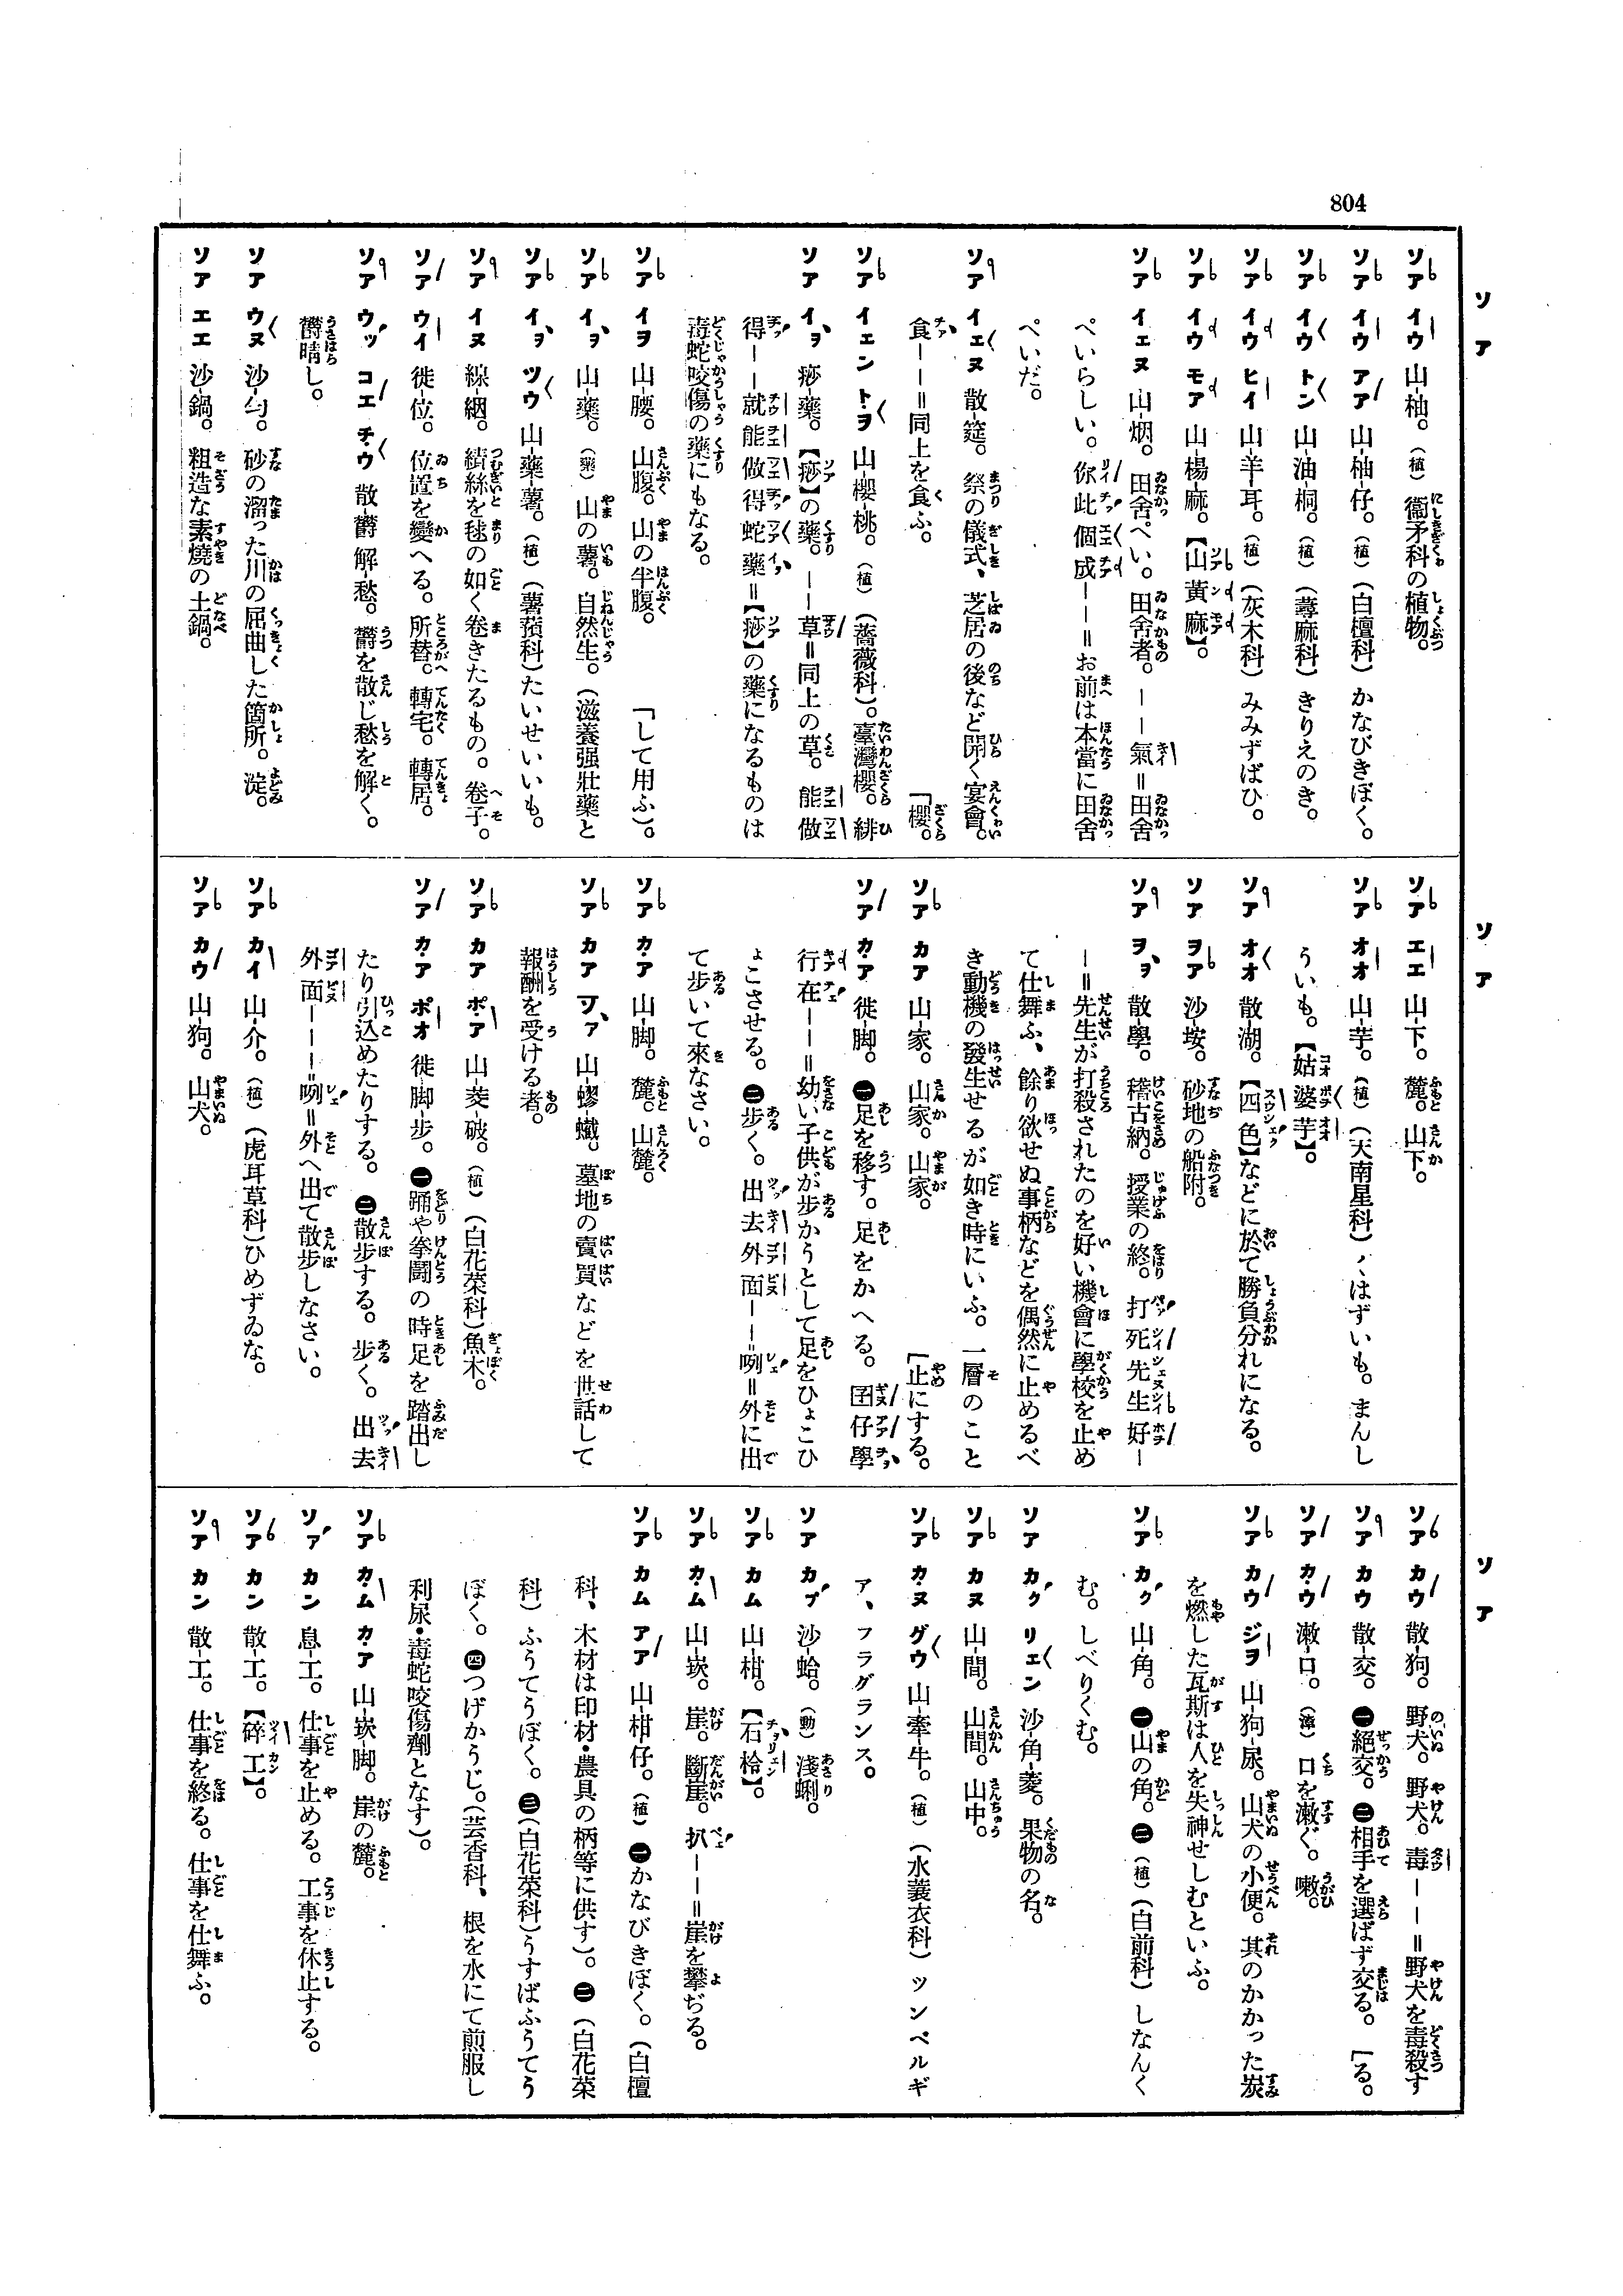 804
ソア
ソア イウ 山-柚。(植) 衞矛科の植物。
ソア イウ アア 山-柚-仔。(植)(白檀科) かなびきぼく。
ソア イウ トン 山-油-桐。(植)(蕁麻科) きりえのき。
ソア イウ ヒイ 山-羊-耳。(植)(灰木科) みみずばひ。
ソア イウ モア 山-楊-麻。【山黃麻】。
ソア イエヌ 山-烟。田舍ぺい。田舍者。――氣=田舍
ぺいらしい。你此個成――=お前は本當に田舍
ぺいだ。
ソア イエヌ 散-筵。祭の儀式、芝居の後など開く宴會。
食――=同上を食ふ。 「櫻。
ソア イエン トヲ 山-櫻-桃。(植)(薔薇科)。臺灣櫻。緋
ソア イヲ 痧-藥。【痧】の藥。――草=同上の草。能做
得――就能做得蛇藥=【痧】の藥になるものは
毒蛇咬傷の藥にもなる。
ソア イヲ 山-腰。山腹。山の半腹。 「して用ふ)。
ソア イヲ 山-藥。(藥) 山の薯。自然生。(滋養强壯藥と
ソア イヲ ツウ 山-藥-薯。(植)(薯蕷科)たいせいいも。
ソア イヌ 線-絪。績絲を毬の如く卷きたるもの。卷子。
ソア ウイ 徙-位。位置を變へる。所替。轉宅。轉居。
ソア ウッ コエ チウ 散-欝 解-愁。欝を散じ愁を解く。
欝晴し。
ソア ウヌ 沙-勻。砂の溜った川の屈曲した箇所。淀。
ソア エエ 沙-鍋。粗造な素燒の土鍋。
ソア
ソア エエ 山-下。麓。山下。
ソア オオ 山-芋。(植)(天南星科)ハはずいも。まんし
ういも。【姑婆芋】。
ソア オオ 散-湖。【四色】などに於て勝負分れになる。
ソア ヲア 沙-垵。砂地の船附。
ソア ヲヲ 散-學。稽古納。授業の終。打死先生好―
―=先生が打殺されたのを好い機會に學校を止め
て仕舞ふ、餘り欲せぬ事柄などを偶然に止めるべ
き動機の發生せるが如き時にいふ。一層のこと
ソア カア 山-家。山家。山家。 「止にする。
ソア カア 徙-脚。㊀足を移す。足をかへる。囝仔學
行在――=幼い子供が歩かうとして足をひょこひ
ょこさせる。㊁歩く。出去外面――咧=外に出
て歩いて來なさい。
ソア カア 山-脚。麓。山麓。
ソア カア 山-蟉-蠘。墓地の賣買などを世話して
報酬を受ける者。
ソア カア ポア 山-茭-破。(植)(白花菜科)魚木。
ソア カア ポオ 徙-脚-步。㊀踊や拳鬪の時足を踏出し
たり引込めたりする。㊁散步する。步く。出去
外面―――咧=外へ出て散步しなさい。
ソア カイ 山-介。(植)(虎耳草科)ひめずゐな。
ソア カウ 山-狗。山犬。
ソア
ソア カウ 散-狗。野犬。野犬。毒――=野犬を毒殺す
ソア カウ 散-交。㊀絕交。㊁相手を選ばず交る。 「る。
ソア カウ 漱-口。(漳) 口を漱ぐ。嗽。
ソア カウ ジヲ 山-狗-尿。山犬の小便。其のかかった炭
を燃した瓦斯は人を失神せしむといふ。
ソア カク 山-角。㊀山の角。㊁(植)(白前科) しなんく
む。しべりくむ。
ソア カク リエン 沙-角-菱。果物の名。
ソア カヌ 山-間。山間。山中。
ソア カヌ グウ 山-牽-牛。(植)(水蓑衣科) ツンベルギ
ア、フラグランス。
ソア カプ 沙-蛤。(動) 淺蜊。
ソア カム 山-柑。【石柃】。
ソア カム 山-崁。崖。斷崖。扒――=崖を攀ぢる。
ソア カム アア 山-柑-仔。(植) ㊀かなびきぼく。(白檀
科、木材は印材・農具の柄等に供す)。㊁(白花菜
科) ふうてうぼく。㊂(白花菜科)うすばふうてう
ぼく。㊃つげかうじ。(芸香科、根を水にて煎服し
利尿・毒蛇咬傷劑となす)。
ソア カム カア 山-崁-脚。崖の麓。
ソア カン 息-工。仕事を止める。工事を休止する。
ソア カン 散-工。【碎工】。
ソア カン 散-工。仕事を終る。仕事を仕舞ふ。